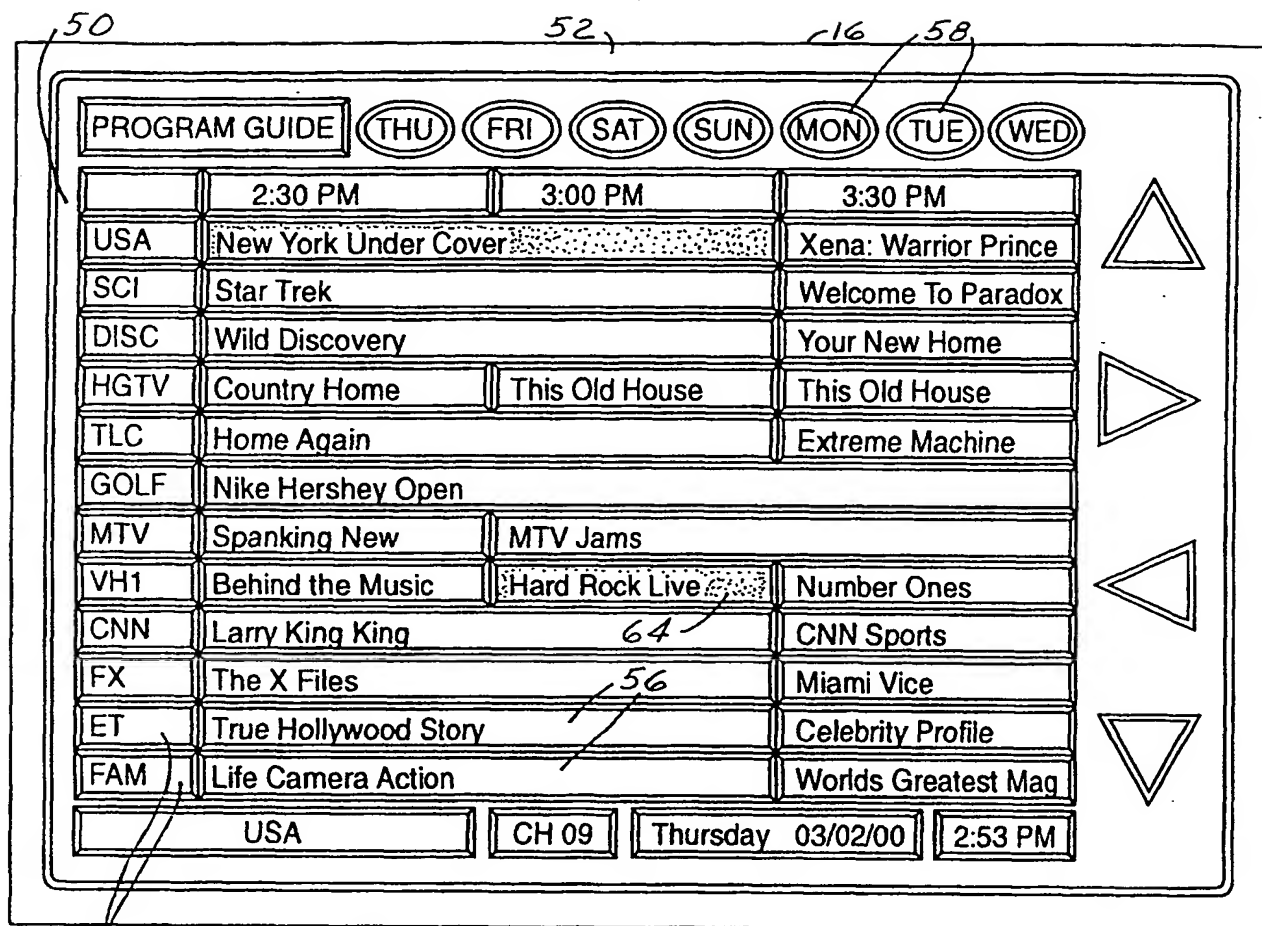 50 52 16 58
PROGRAM GUIDE THU FRI SAT SUN MON TUE WED
2:30 PM 3:00 PM 3:30 PM
USA New York Under Cover Xena: Warrior Prince
SCI Star Trek Welcome To Paradox
DISC Wild Discovery Your New Home
HGTV Country Home This Old House This Old House
TLC Home Again Extreme Machine
GOLF Nike Hershey Open
MTV Spanking New MTV Jams
VH1 Behind the Music Hard Rock Live Number Ones
CNN Larry King King 64 CNN Sports
FX The X Files 56 Miami Vice
ET True Hollywood Story Celebrity Profile
FAM Life Camera Action Worlds Greatest Mag
USA CH 09 Thursday 03/02/00 2:53 PM